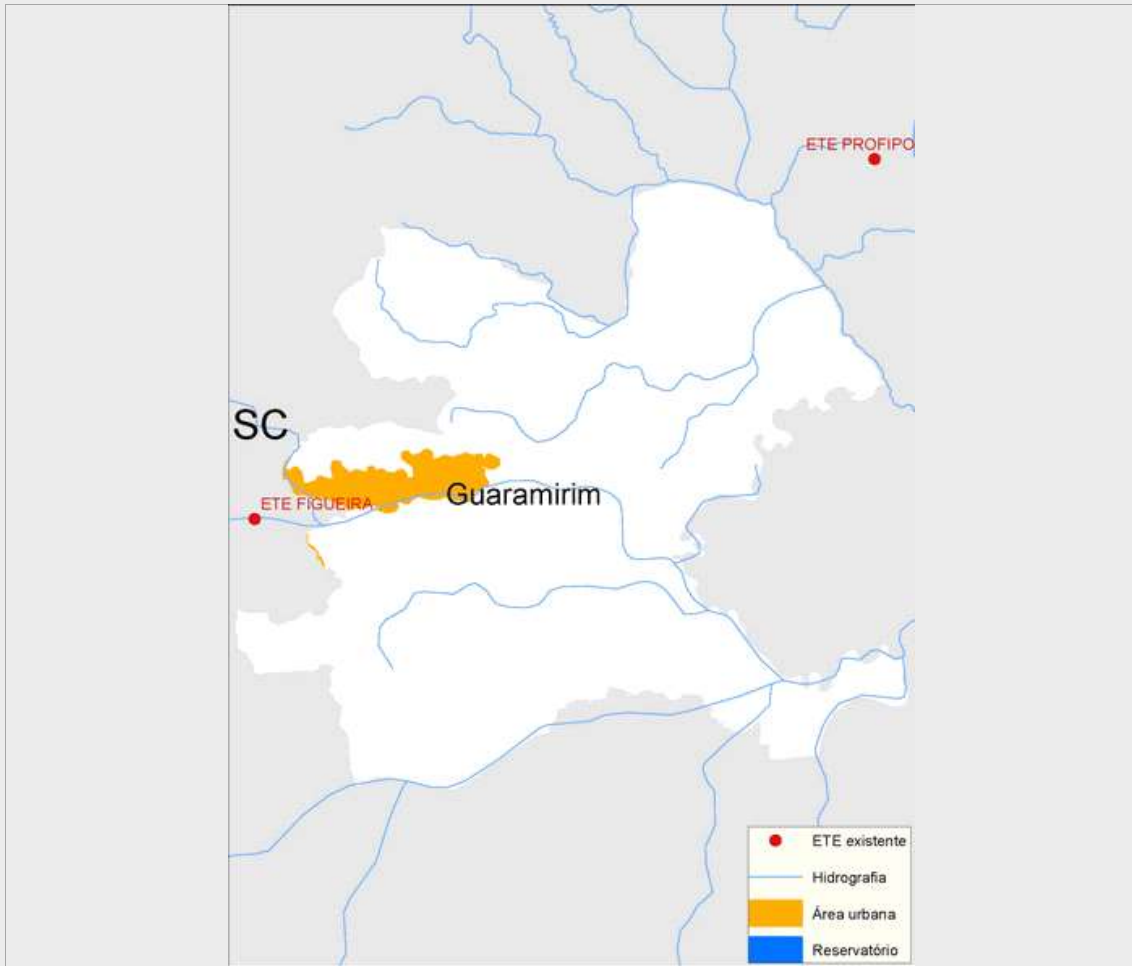 ETE PROFIPO
SC
Guaramirim
ETE FIGUEIRA
ETE existente
Hidrografia
Área urbana
Reservatório